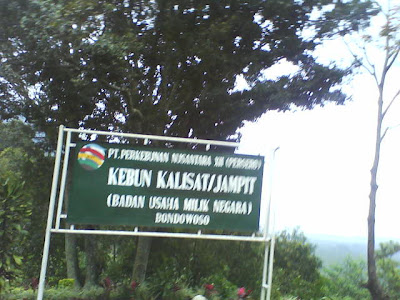 PT. PERKEBUNAN NUSANTARA XII (PERSERO)
KEBUN KALISAT/JAMPIT
(BADAN USAHA MILIK NEGARA)
BONDOWOSO